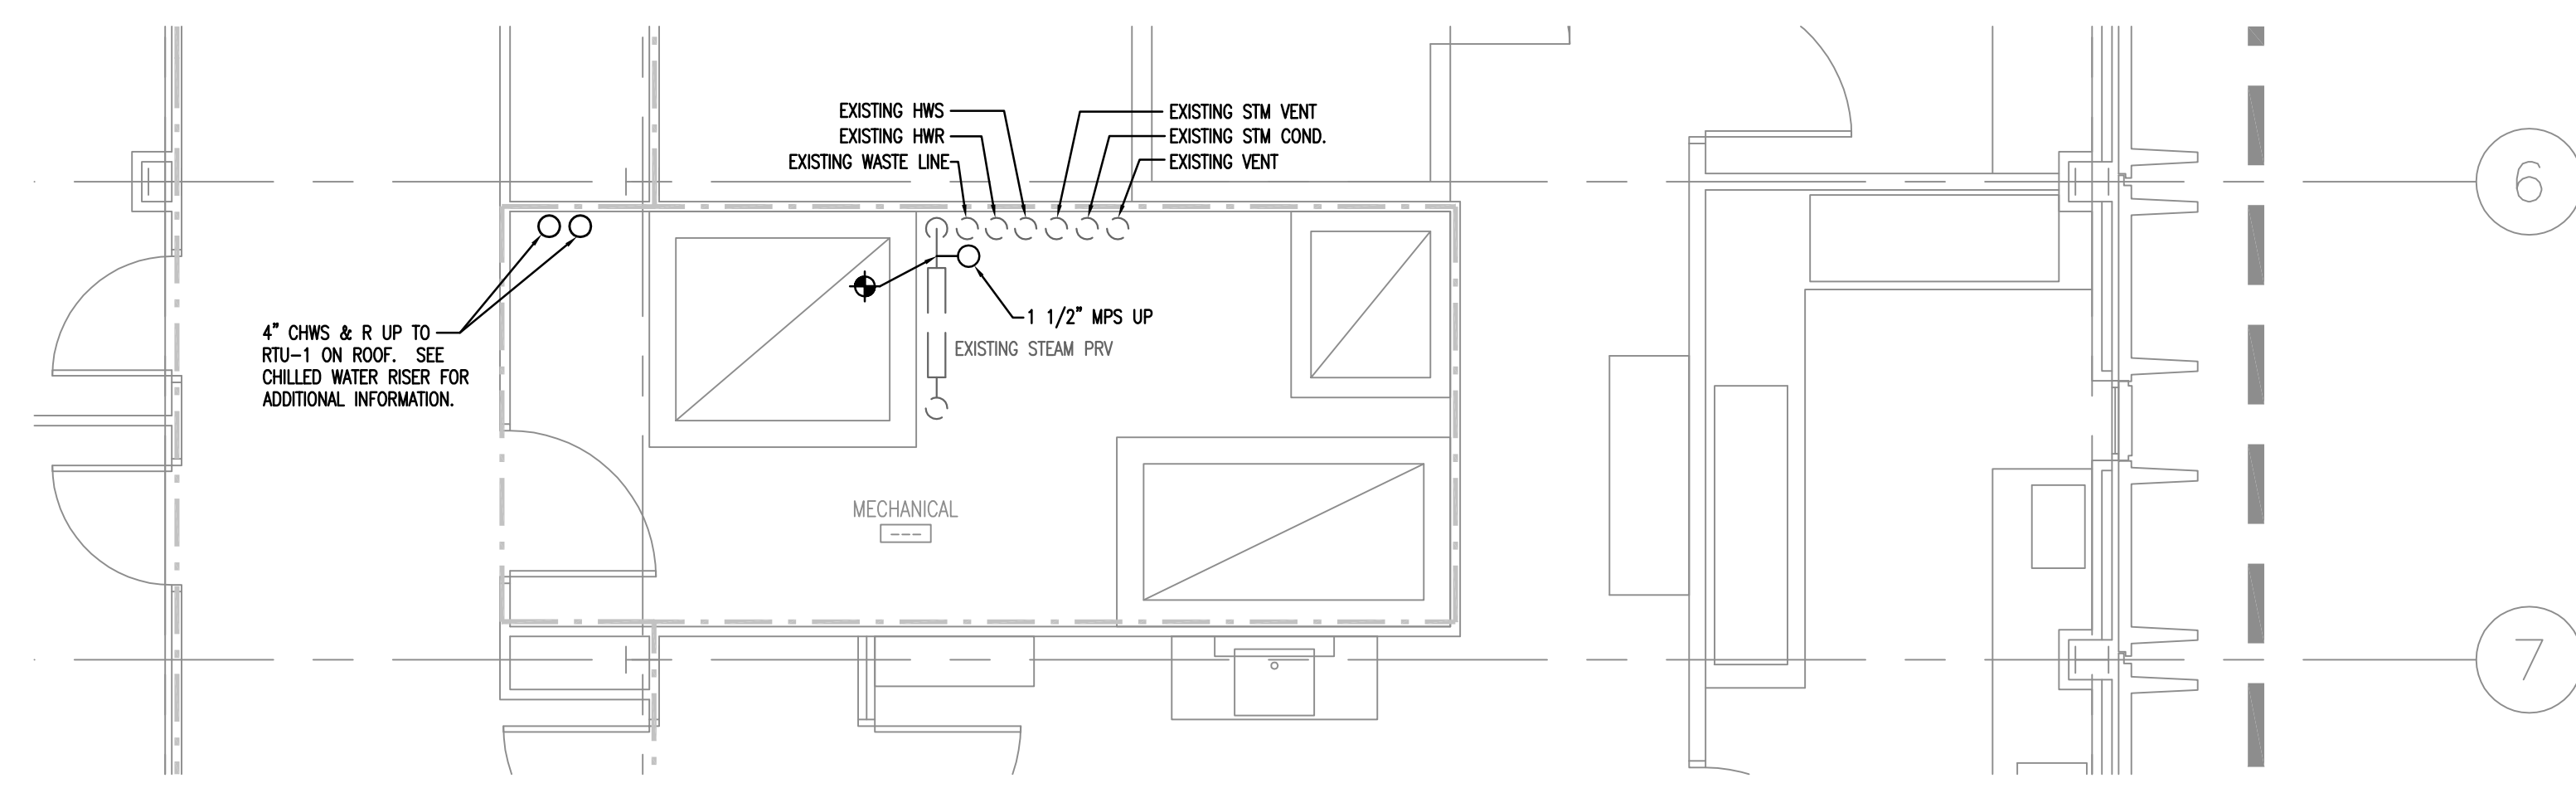 EXISTING HWS
EXISTING HWR
EXISTING WASTE LINE
EXISTING STM VENT
EXISTING STM COND.
EXISTING VENT
6
4" CHWS & R UP TO
RTU-1 ON ROOF. SEE
CHILLED WATER RISER FOR
ADDITIONAL INFORMATION.
1 1/2" MPS UP
EXISTING STEAM PRV
MECHANICAL
---
7